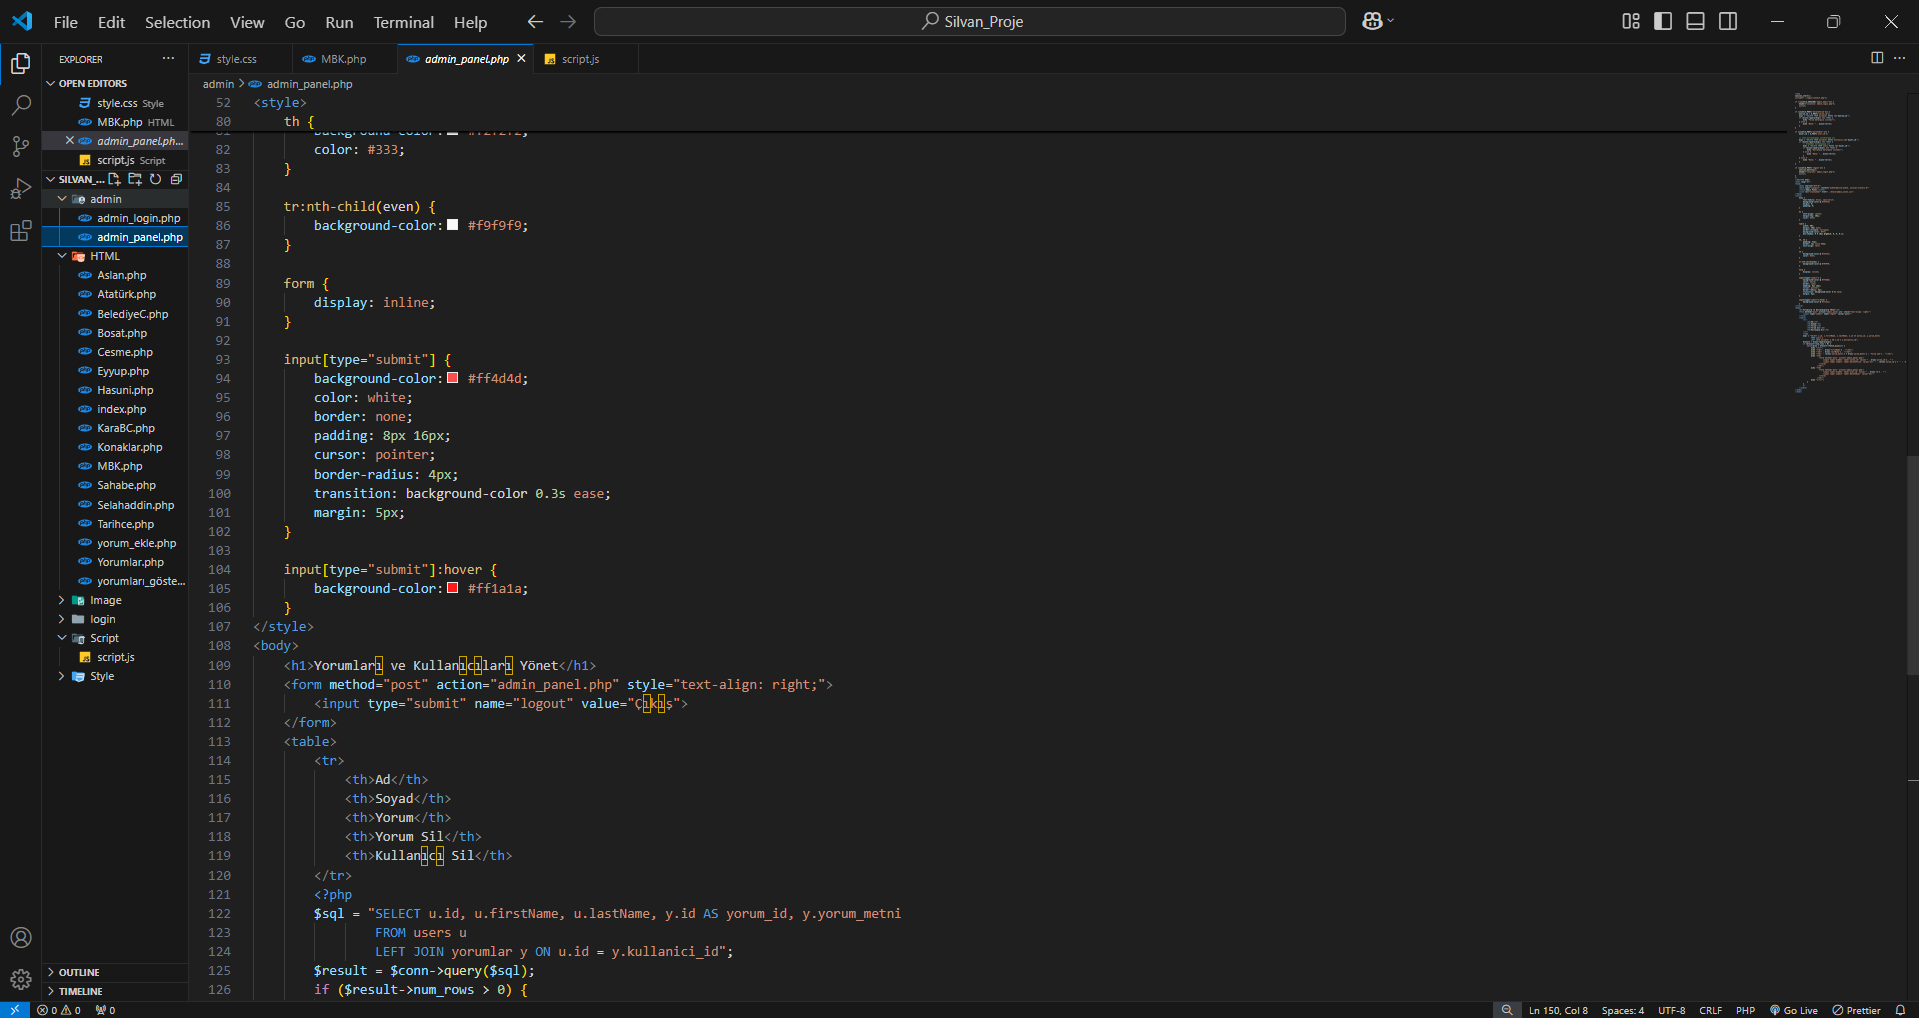 File Edit Selection View Go Run Terminal Help
Silvan_Proje
EXPLORER
OPEN EDITORS
style.css Style
MBK.php HTML
admin_panel.ph...
script.js Script
SILVAN_...
admin
admin_login.php
admin_panel.php
HTML
Aslan.php
Atatürk.php
BelediyeC.php
Bosat.php
Cesme.php
Eyyup.php
Hasuni.php
index.php
KaraBC.php
Konaklar.php
MBK.php
Sahabe.php
Selahaddin.php
Tarihce.php
yorum_ekle.php
Yorumlar.php
yorumları_göste...
Image
login
Script
script.js
Style
OUTLINE
TIMELINE
style.css MBK.php admin_panel.php script.js
admin > admin_panel.php
52 <style>
80 th {
81 background-color: #f2f2f2;
82 color: #333;
83 }
84
85 tr:nth-child(even) {
86 background-color: #f9f9f9;
87 }
88
89 form {
90 display: inline;
91 }
92
93 input[type="submit"] {
94 background-color: #ff4d4d;
95 color: white;
96 border: none;
97 padding: 8px 16px;
98 cursor: pointer;
99 border-radius: 4px;
100 transition: background-color 0.3s ease;
101 margin: 5px;
102 }
103
104 input[type="submit"]:hover {
105 background-color: #ff1a1a;
106 }
107 </style>
108 <body>
109 <h1>Yorumları ve Kullanıcıları Yönet</h1>
110 <form method="post" action="admin_panel.php" style="text-align: right;">
111 <input type="submit" name="logout" value="Çıkış">
112 </form>
113 <table>
114 <tr>
115 <th>Ad</th>
116 <th>Soyad</th>
117 <th>Yorum</th>
118 <th>Yorum Sil</th>
119 <th>Kullanıcı Sil</th>
120 </tr>
121 <?php
122 $sql = "SELECT u.id, u.firstName, u.lastName, y.id AS yorum_id, y.yorum_metni
123 FROM users u
124 LEFT JOIN yorumlar y ON u.id = y.kullanici_id";
125 $result = $conn->query($sql);
126 if ($result->num_rows > 0) {
0 0 0 Ln 150, Col 8 Spaces: 4 UTF-8 CRLF PHP Go Live Prettier